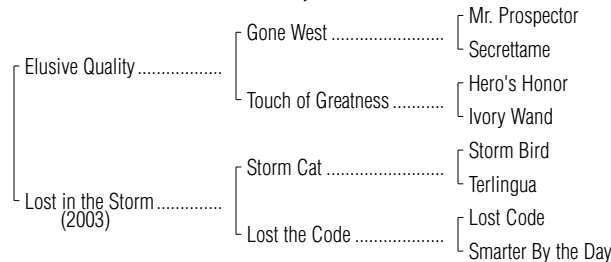 Mr. Prospector
Gone West .......................
Secrettame
Elusive Quality .................
Hero's Honor
Touch of Greatness ..........
Ivory Wand
Storm Bird
Storm Cat ........................
Terlingua
Lost in the Storm .............
(2003)
Lost Code
Lost the Code ..................
Smarter By the Day